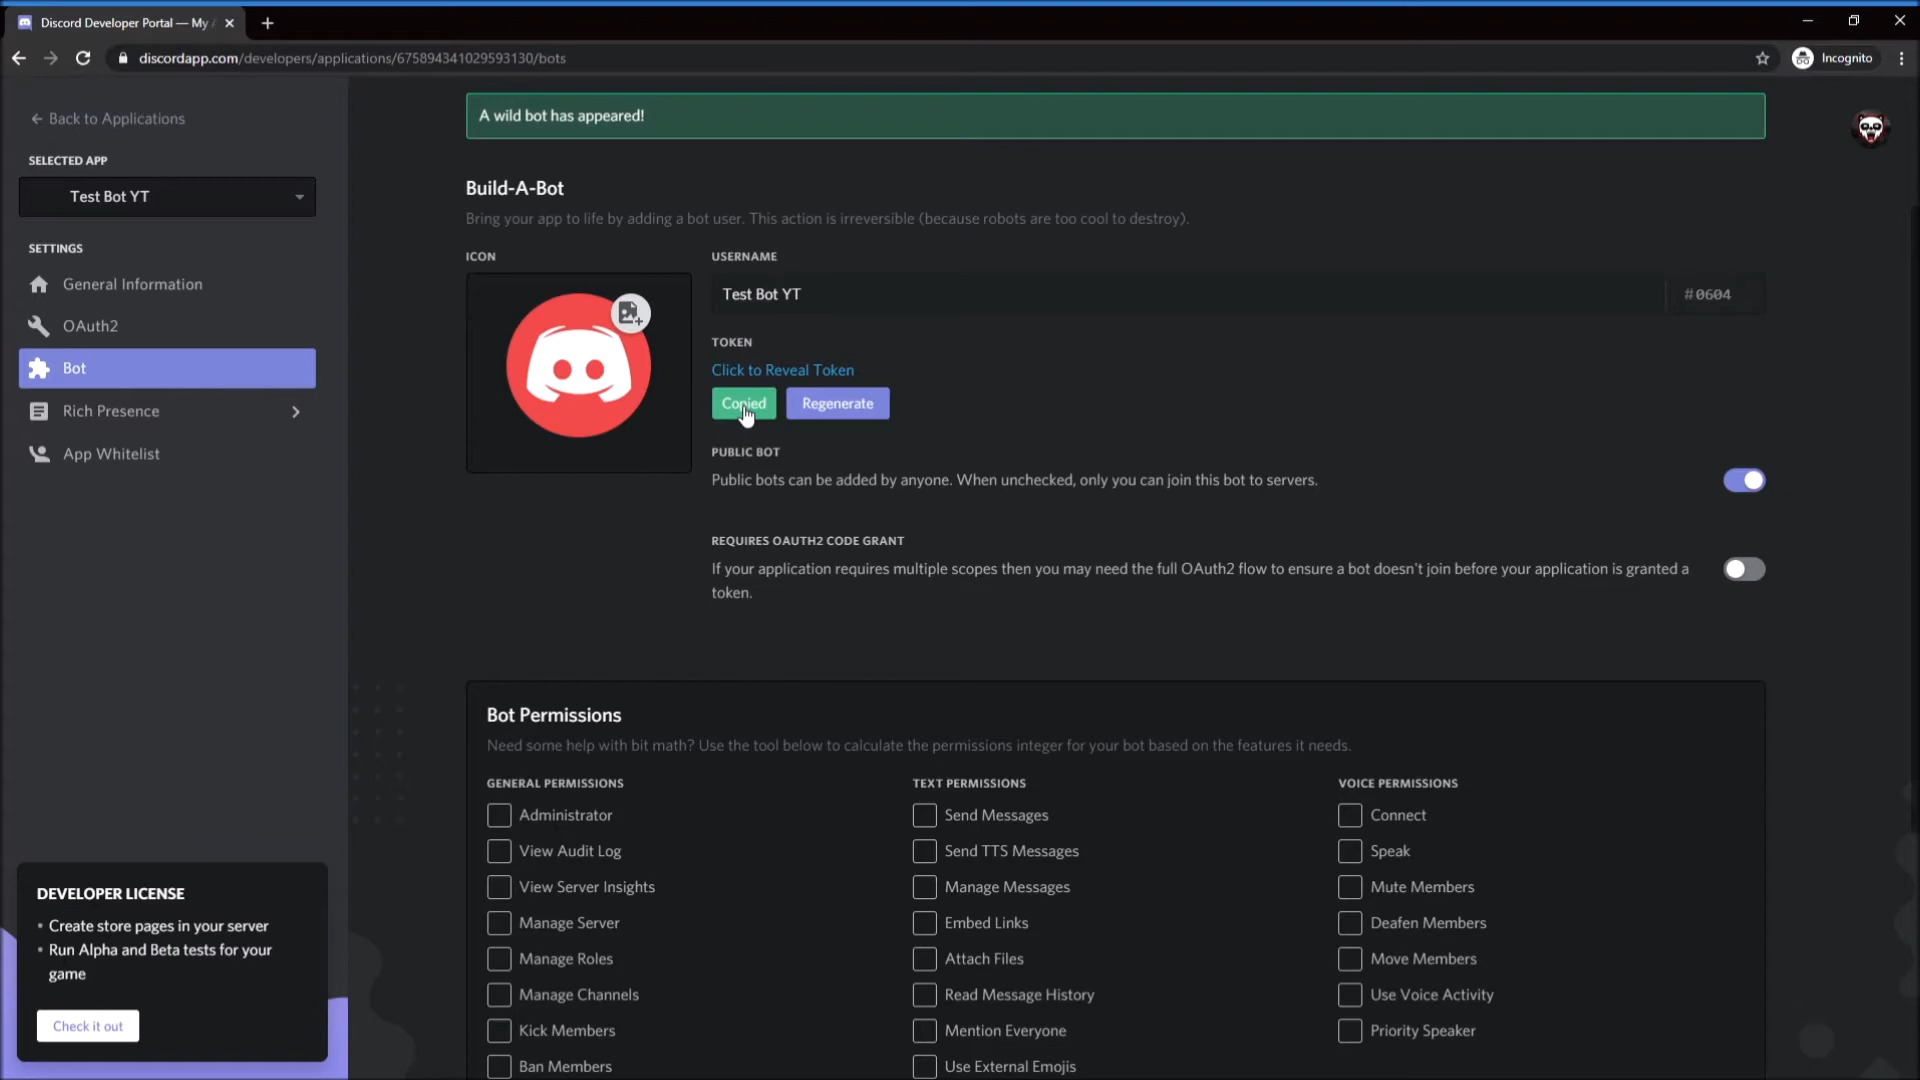 Discord Developer Portal — My A
discordapp.com/developers/applications/675894341029593130/bots
Incognito
← Back to Applications
SELECTED APP
Test Bot YT
SETTINGS
General Information
OAuth2
Bot
Rich Presence
App Whitelist
DEVELOPER LICENSE
• Create store pages in your server
• Run Alpha and Beta tests for your
game
Check it out
A wild bot has appeared!
Build-A-Bot
Bring your app to life by adding a bot user. This action is irreversible (because robots are too cool to destroy).
ICON
USERNAME
Test Bot YT
#0604
TOKEN
Click to Reveal Token
Copied
Regenerate
PUBLIC BOT
Public bots can be added by anyone. When unchecked, only you can join this bot to servers.
REQUIRES OAUTH2 CODE GRANT
If your application requires multiple scopes then you may need the full OAuth2 flow to ensure a bot doesn't join before your application is granted a
token.
Bot Permissions
Need some help with bit math? Use the tool below to calculate the permissions integer for your bot based on the features it needs.
GENERAL PERMISSIONS
Administrator
View Audit Log
View Server Insights
Manage Server
Manage Roles
Manage Channels
Kick Members
Ban Members
TEXT PERMISSIONS
Send Messages
Send TTS Messages
Manage Messages
Embed Links
Attach Files
Read Message History
Mention Everyone
Use External Emojis
VOICE PERMISSIONS
Connect
Speak
Mute Members
Deafen Members
Move Members
Use Voice Activity
Priority Speaker